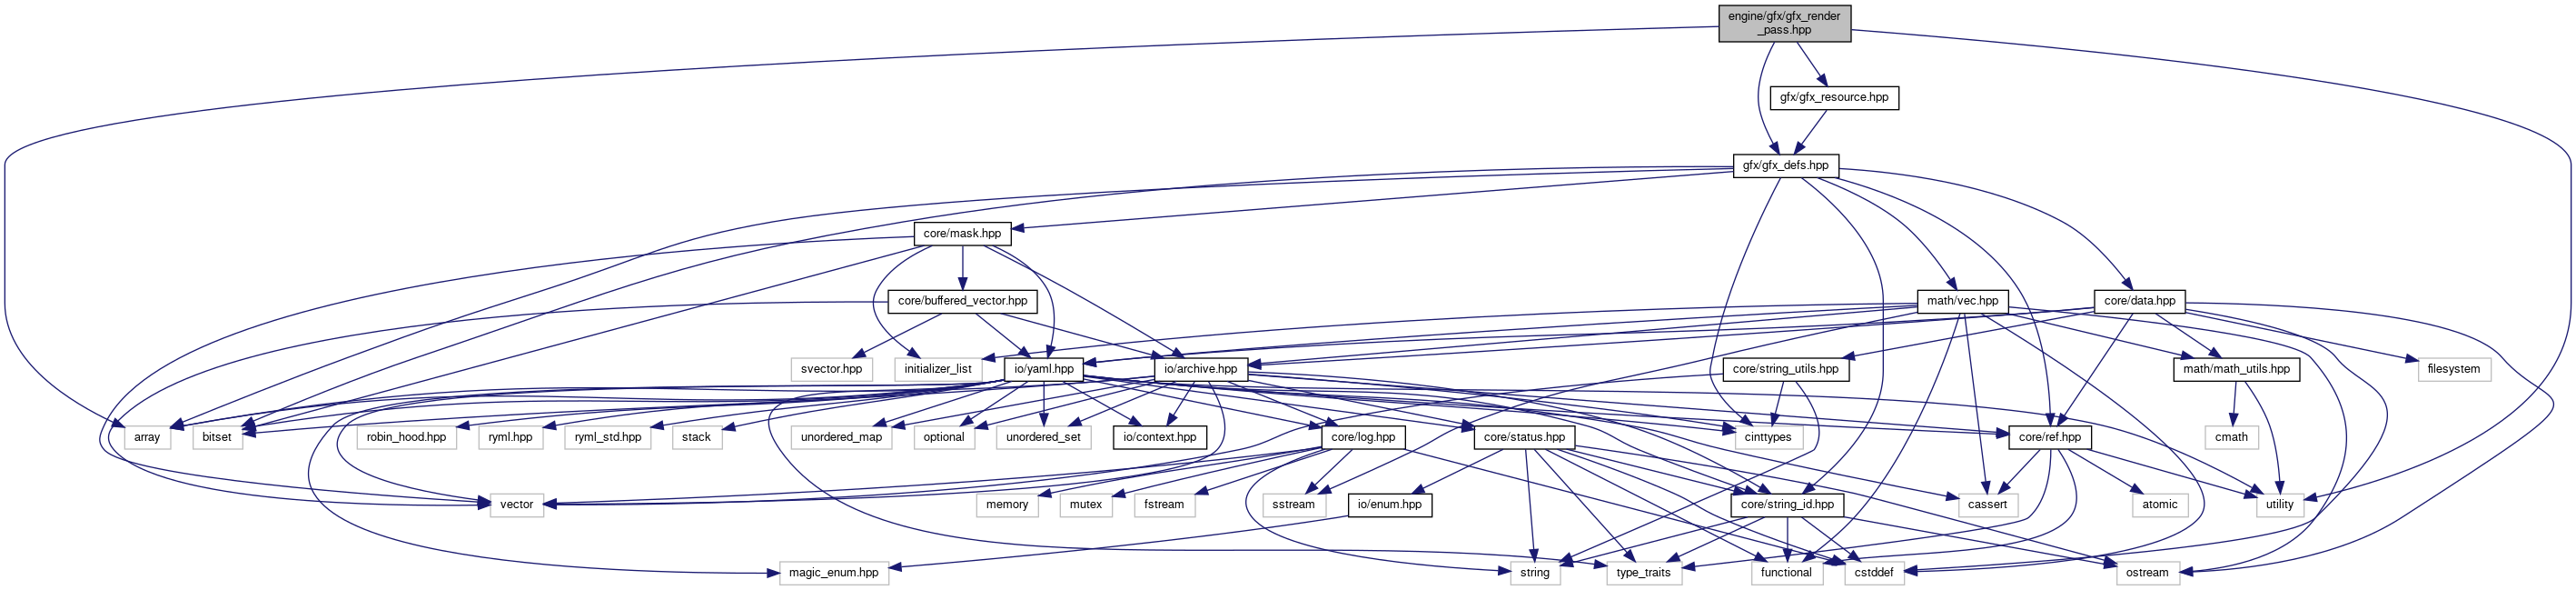 engine/gfx/gfx_render
_pass.hpp
gfx/gfx_resource.hpp
gfx/gfx_defs.hpp
core/mask.hpp
core/buffered_vector.hpp
math/vec.hpp
core/data.hpp
svector.hpp
initializer_list
io/yaml.hpp
io/archive.hpp
core/string_utils.hpp
math/math_utils.hpp
filesystem
array
bitset
robin_hood.hpp
ryml.hpp
ryml_std.hpp
stack
unordered_map
optional
unordered_set
io/context.hpp
core/log.hpp
core/status.hpp
cinttypes
core/ref.hpp
cmath
vector
memory
mutex
fstream
sstream
io/enum.hpp
core/string_id.hpp
cassert
atomic
utility
magic_enum.hpp
string
type_traits
functional
cstddef
ostream